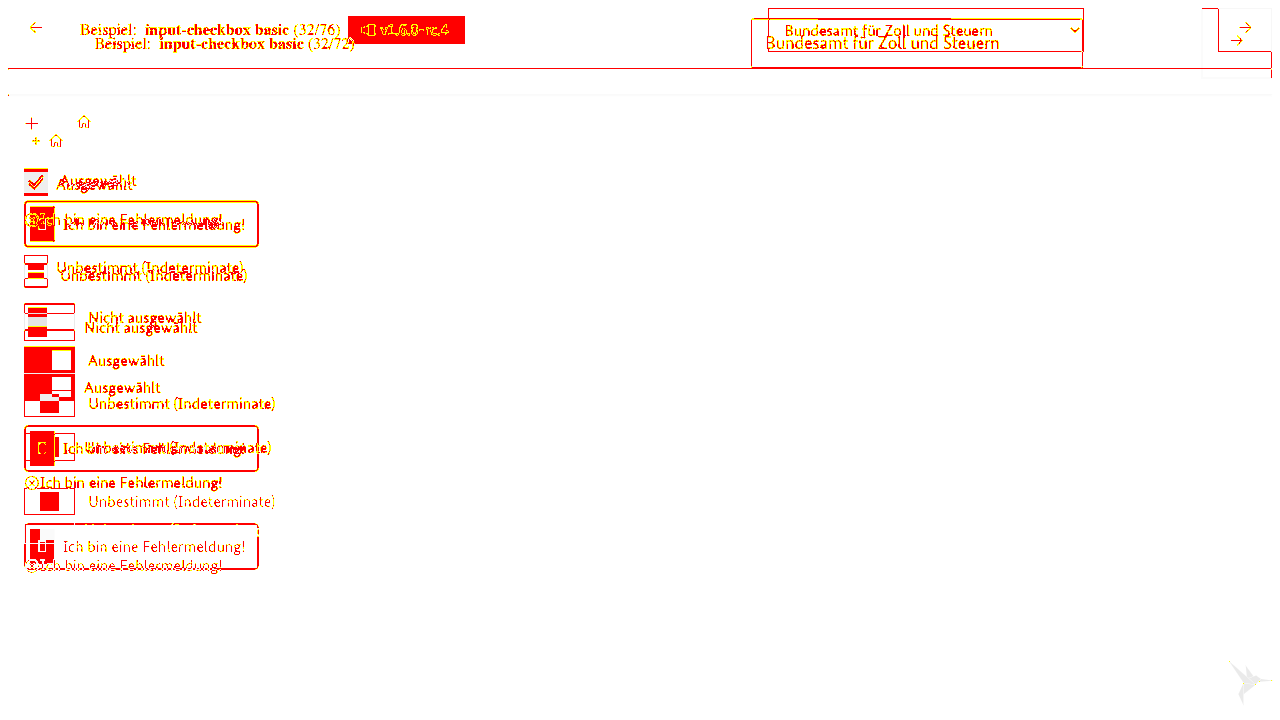 Beispiel: input-checkbox basic (32/76) v1.6.0-rc.4
Beispiel: input-checkbox basic (32/72)
Bundesamt für Zoll und Steuern
Bundesamt für Zoll und Steuern
Ausgewählt
Ausgewählt
Ich bin eine Fehlermeldung!
Ich bin eine Fehlermeldung!
Unbestimmt (Indeterminate)
Unbestimmt (Indeterminate)
Nicht ausgewählt
Nicht ausgewählt
Ausgewählt
Ausgewählt
Unbestimmt (Indeterminate)
Unbestimmt (Indeterminate)
Ich bin eine Fehlermeldung!
Ich bin eine Fehlermeldung!
Unbestimmt (Indeterminate)
Ich bin eine Fehlermeldung!
Ich bin eine Fehlermeldung!